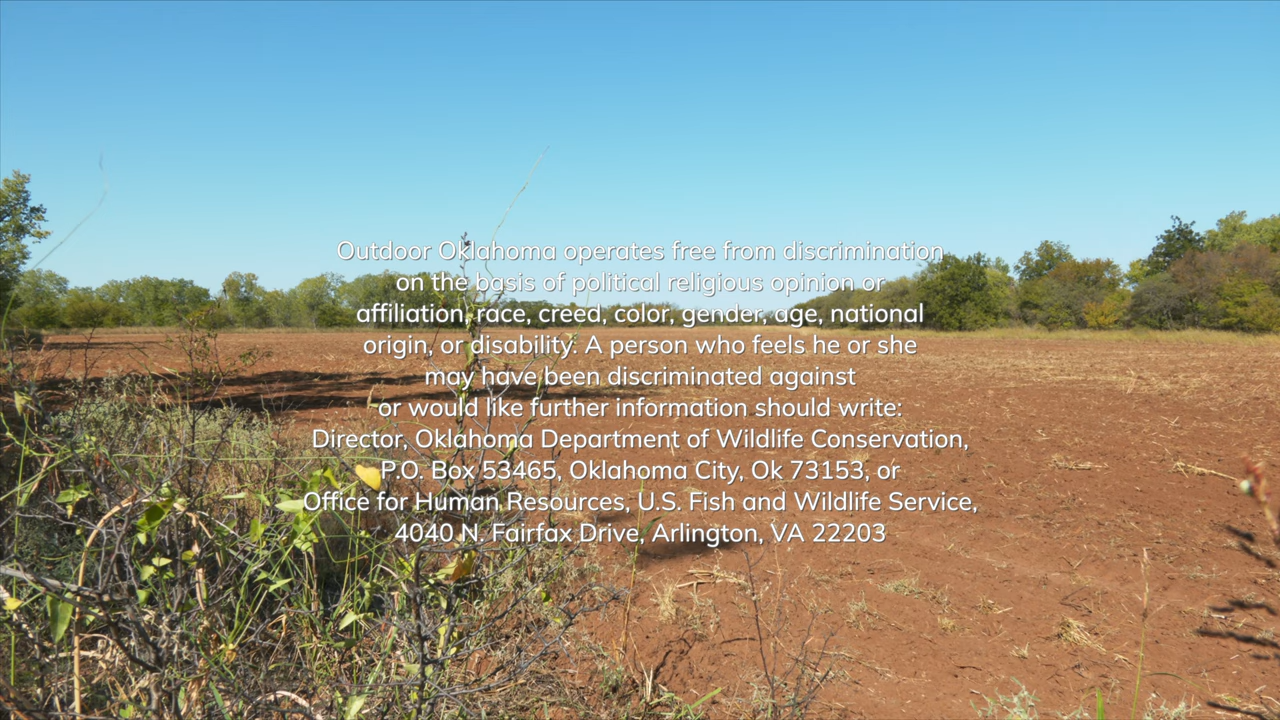 Outdoor Oklahoma operates free from discrimination
on the basis of political religious opinion or
affiliation, race, creed, color, gender, age, national
origin, or disability. A person who feels he or she
may have been discriminated against
or would like further information should write:
Director, Oklahoma Department of Wildlife Conservation,
P.O. Box 53465, Oklahoma City, Ok 73153, or
Office for Human Resources, U.S. Fish and Wildlife Service,
4040 N. Fairfax Drive, Arlington, VA 22203